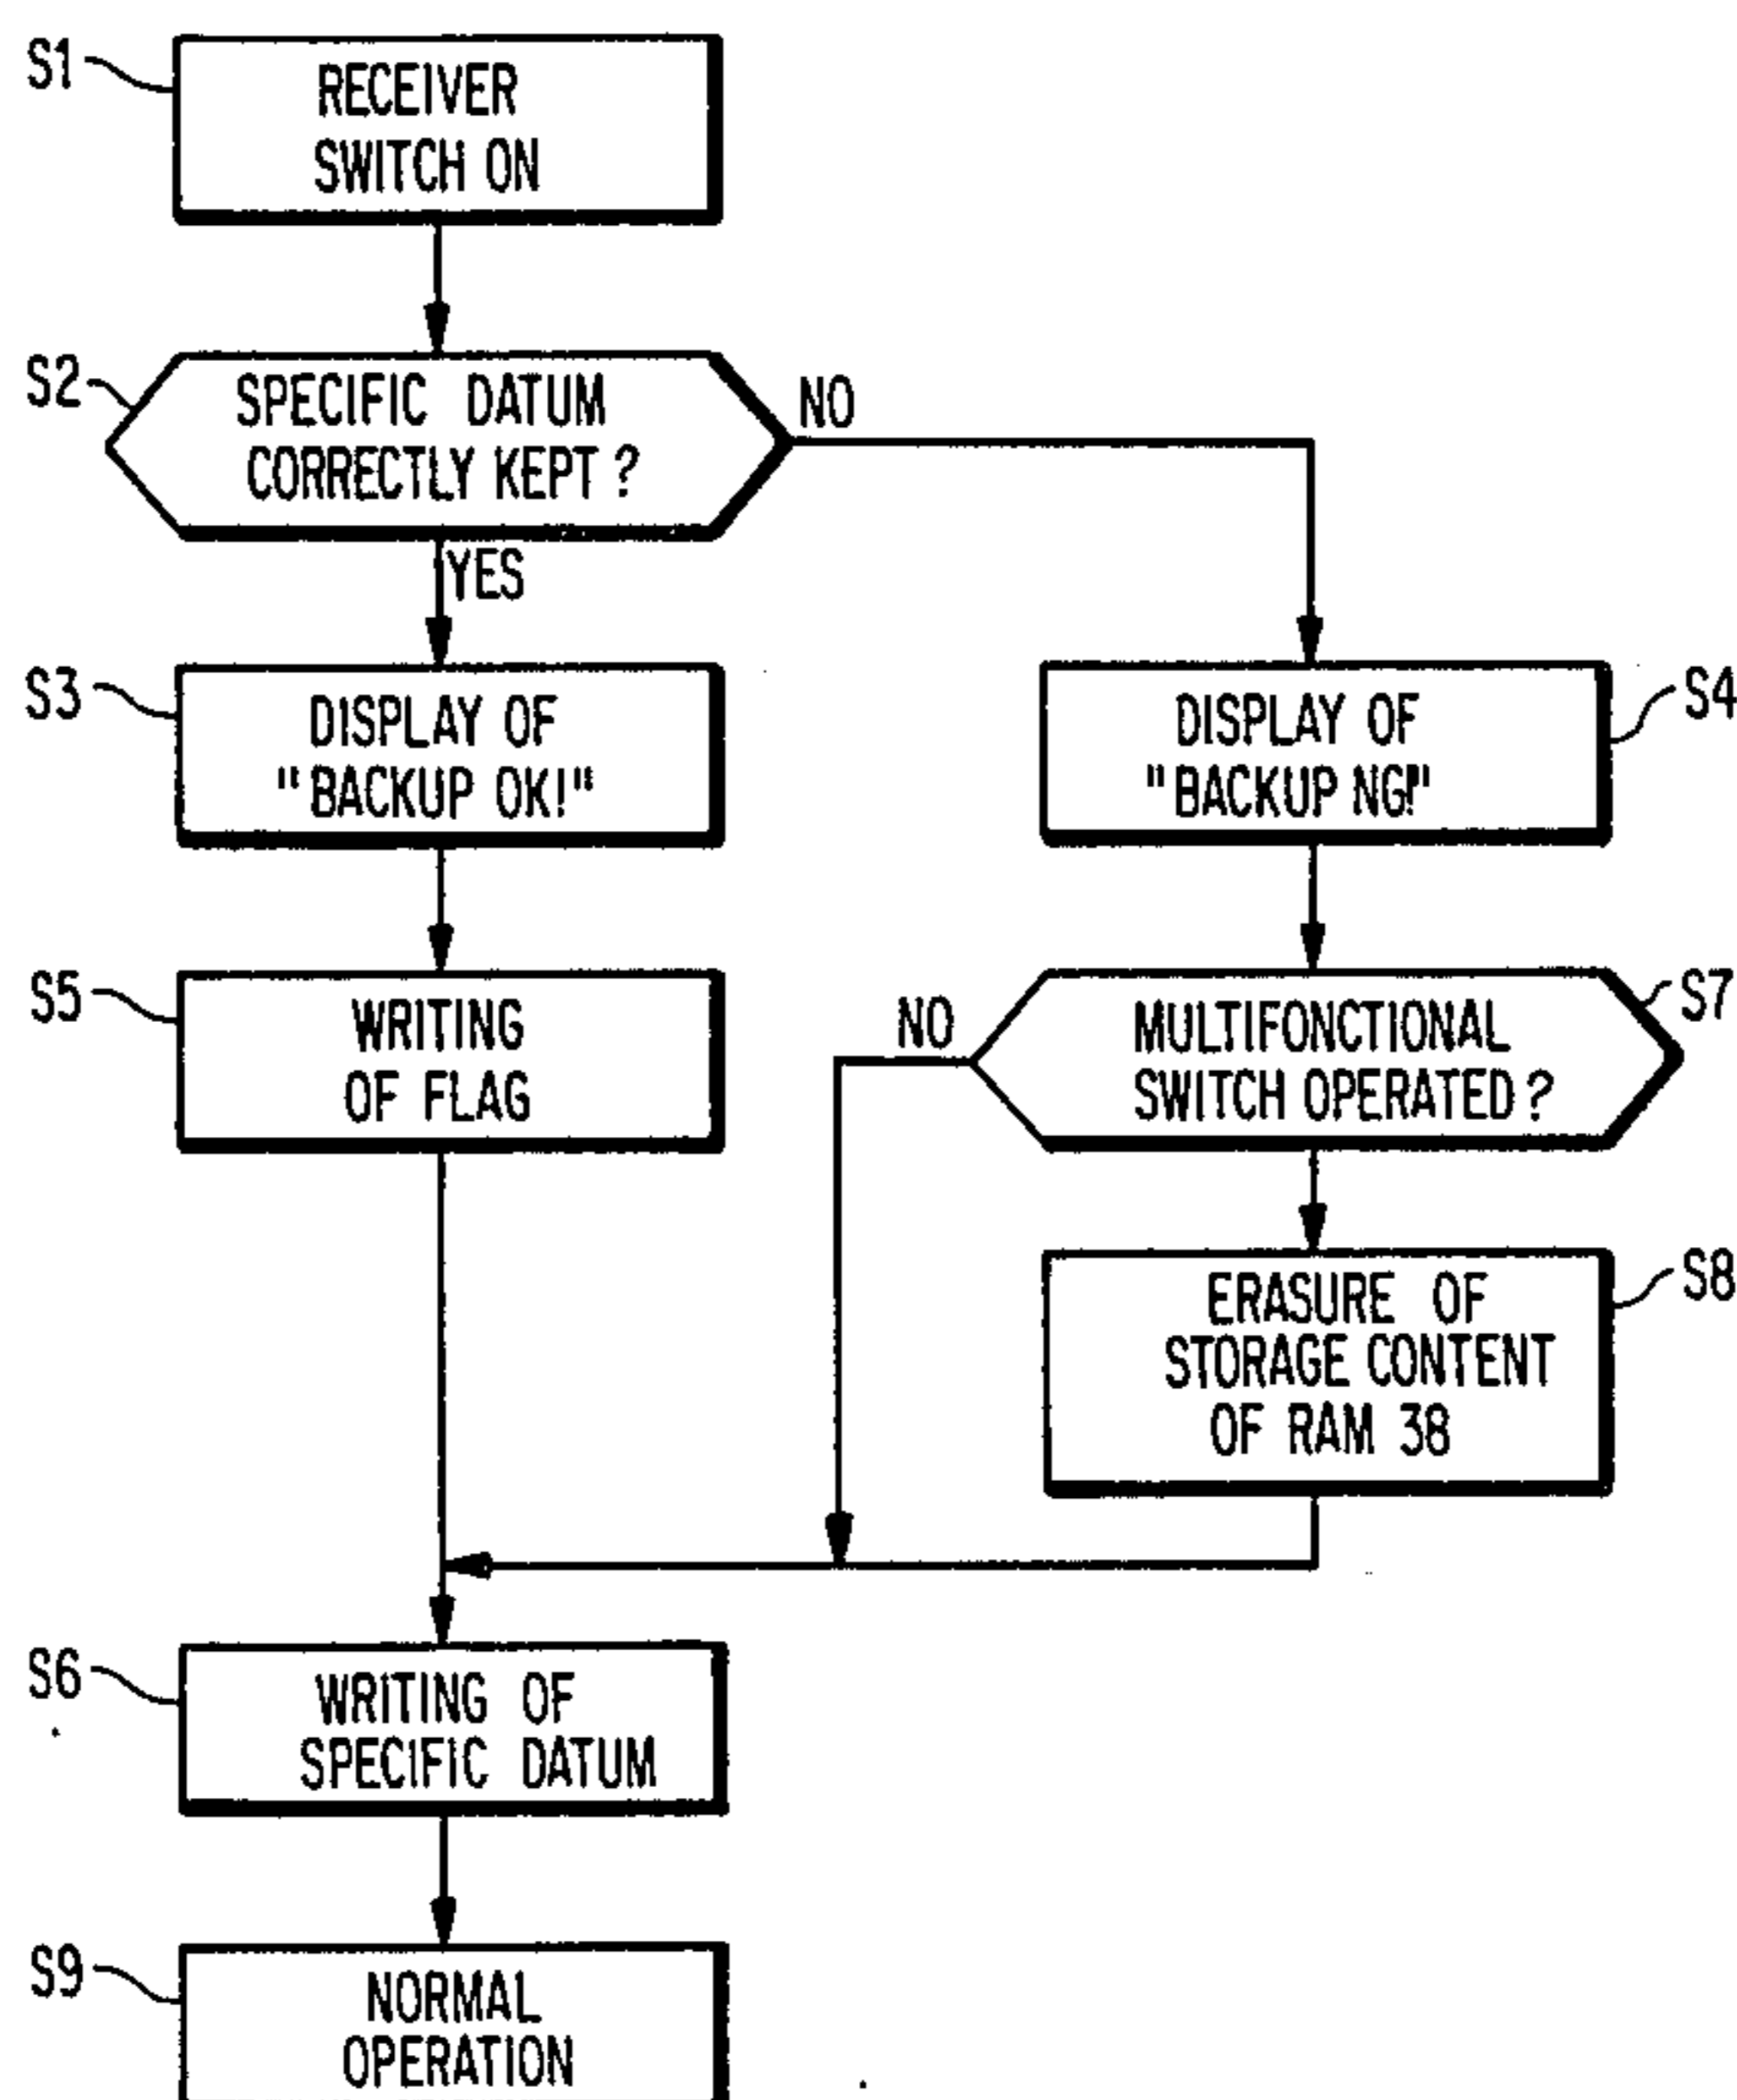 S1
RECEIVER
SWITCH ON
S2
SPECIFIC DATUM
CORRECTLY KEPT ?
NO
YES
S3
DISPLAY OF
"BACKUP OK!"
S4
DISPLAY OF
"BACKUP NG!"
S5
WRITING
OF FLAG
NO
S7
MULTIFONCTIONAL
SWITCH OPERATED ?
S8
ERASURE OF
STORAGE CONTENT
OF RAM 38
S6
WRITING OF
SPECIFIC DATUM
S9
NORMAL
OPERATION